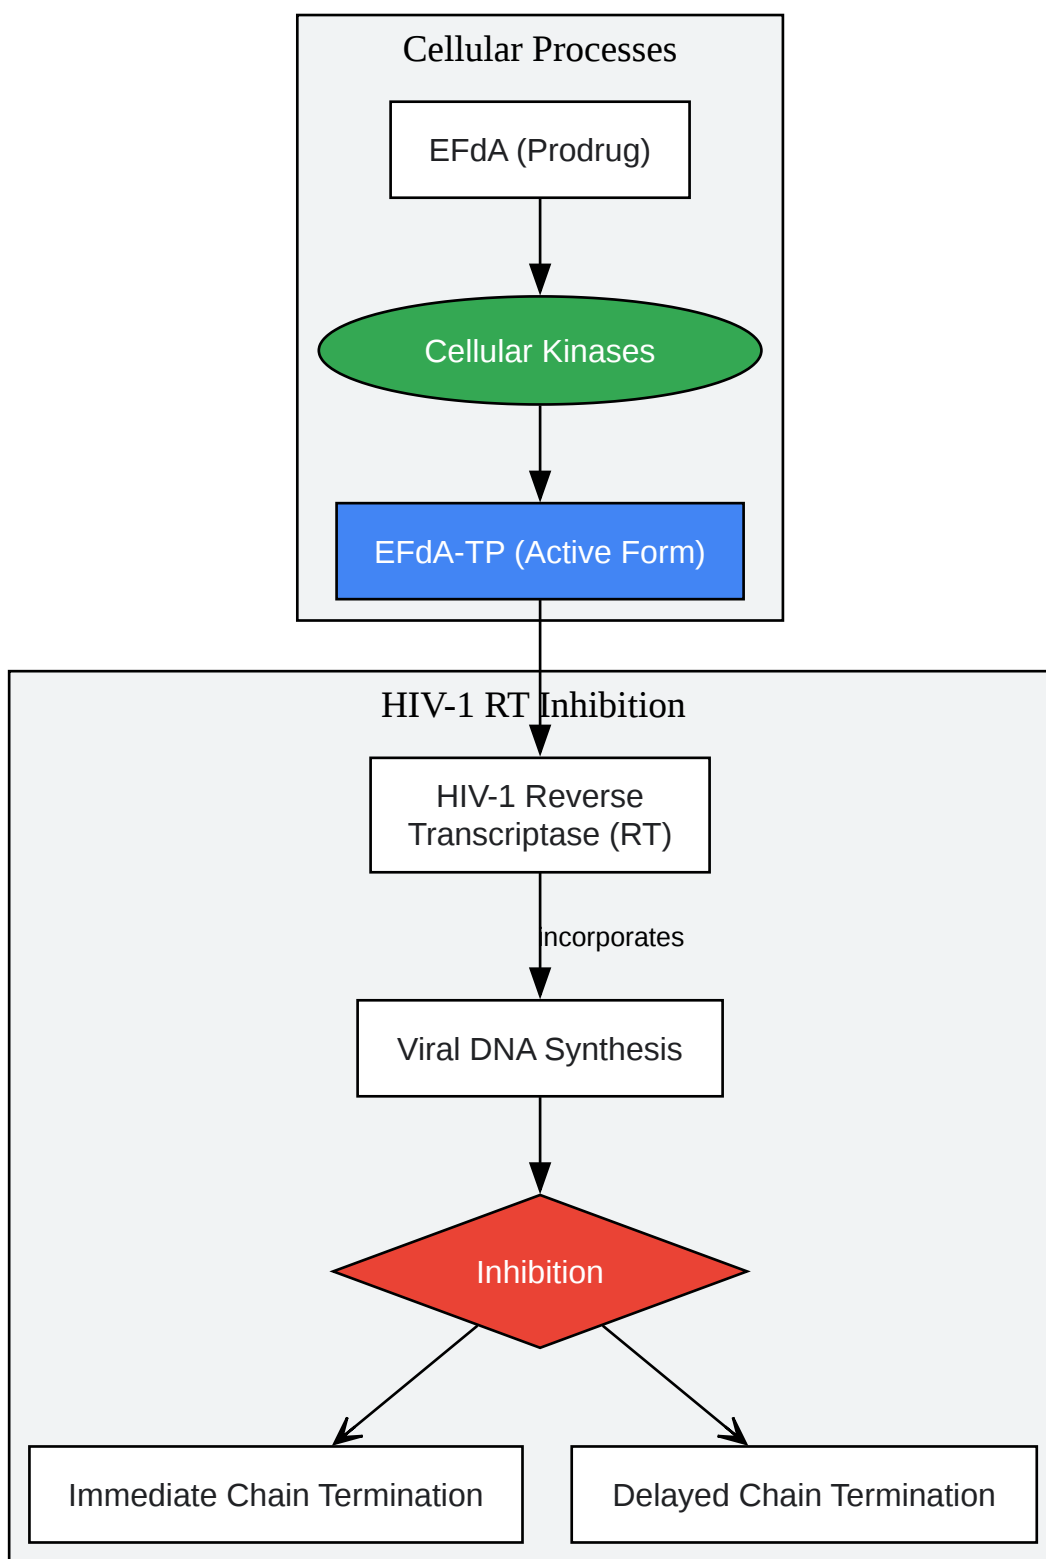 Cellular Processes
EFdA (Prodrug)
Cellular Kinases
EFdA-TP (Active Form)
HIV-1 RT Inhibition
HIV-1 Reverse
Transcriptase (RT)
incorporates
Viral DNA Synthesis
Inhibition
Immediate Chain Termination
Delayed Chain Termination